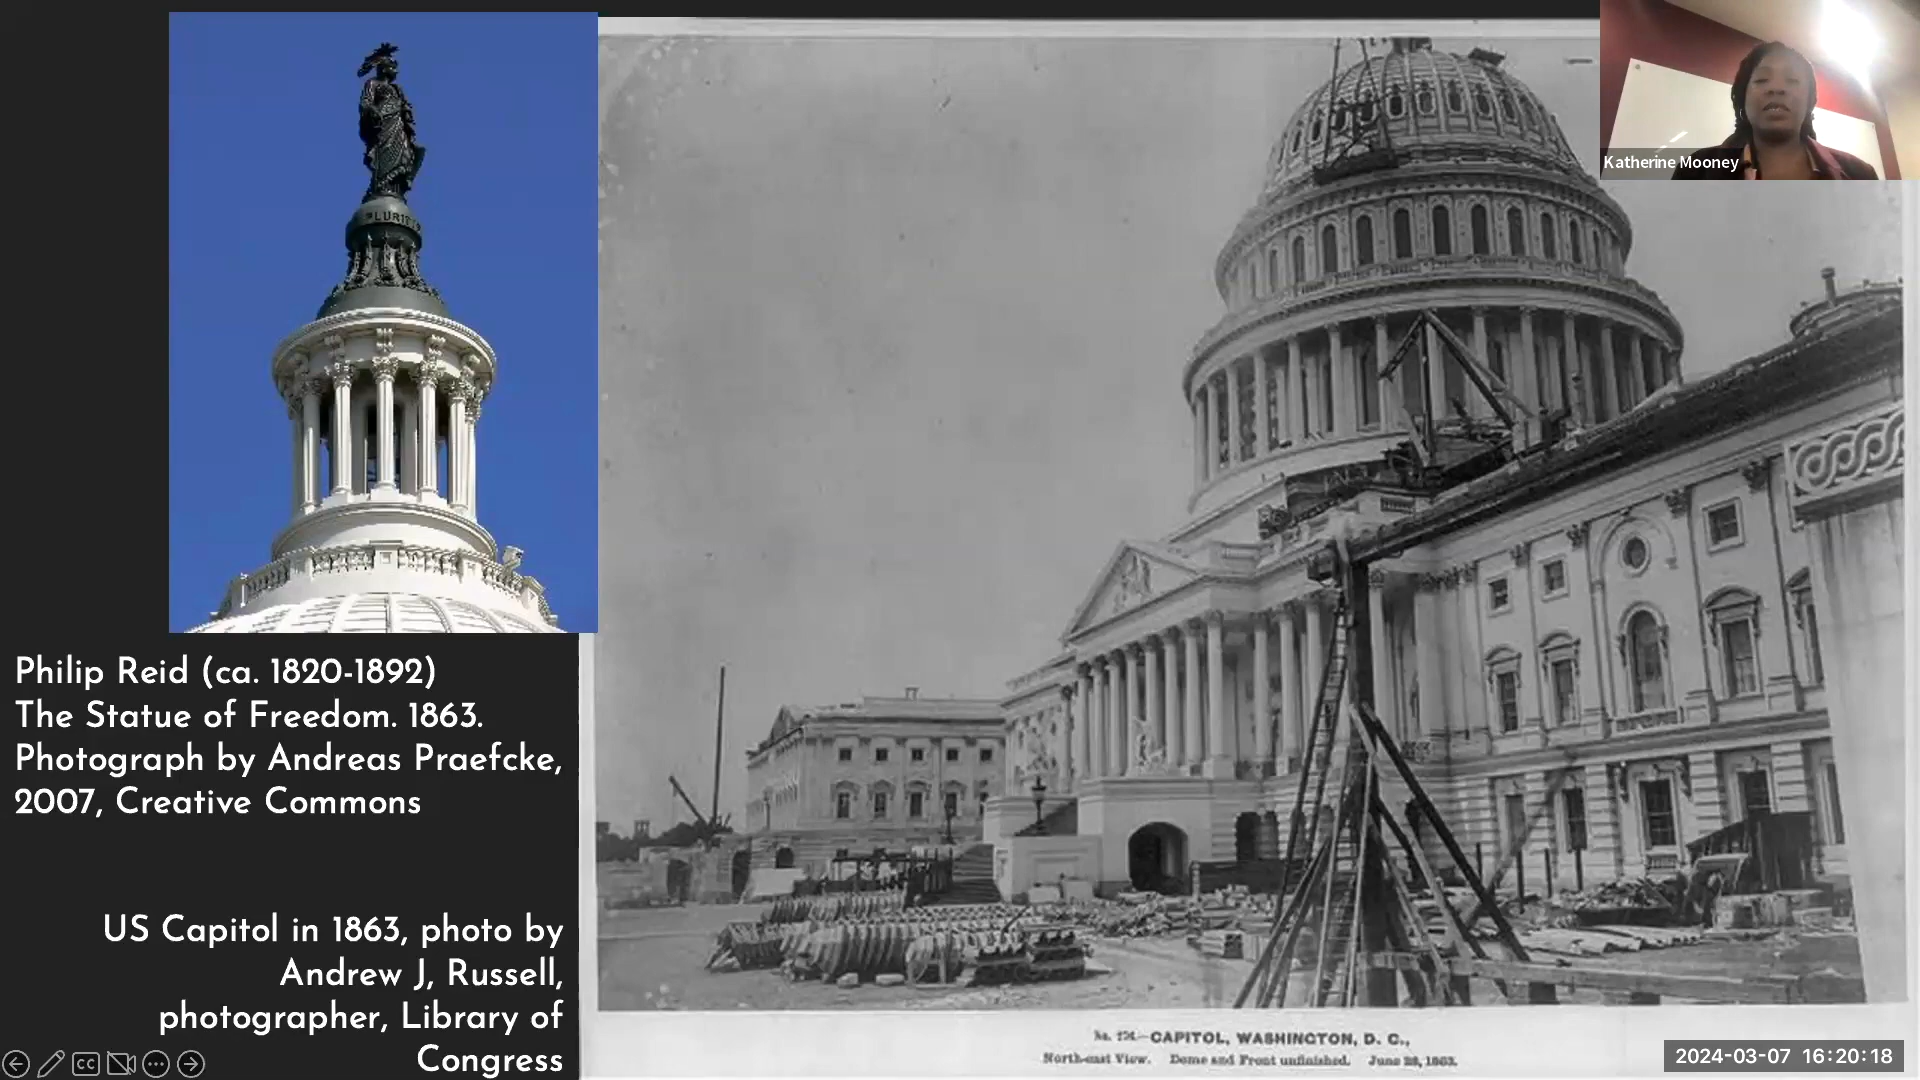 PLURIB
Katherine Mooney
Philip Reid (ca. 1820-1892)
The Statue of Freedom. 1863.
Photograph by Andreas Praefcke,
2007, Creative Commons
US Capitol in 1863, photo by
Andrew J, Russell,
photographer, Library of
Congress
CAPITOL, WASHINGTON, D. C.,
North-east View. Dome and Front unfinished. June 28, 1863.
CC
2024-03-07 16:20:18